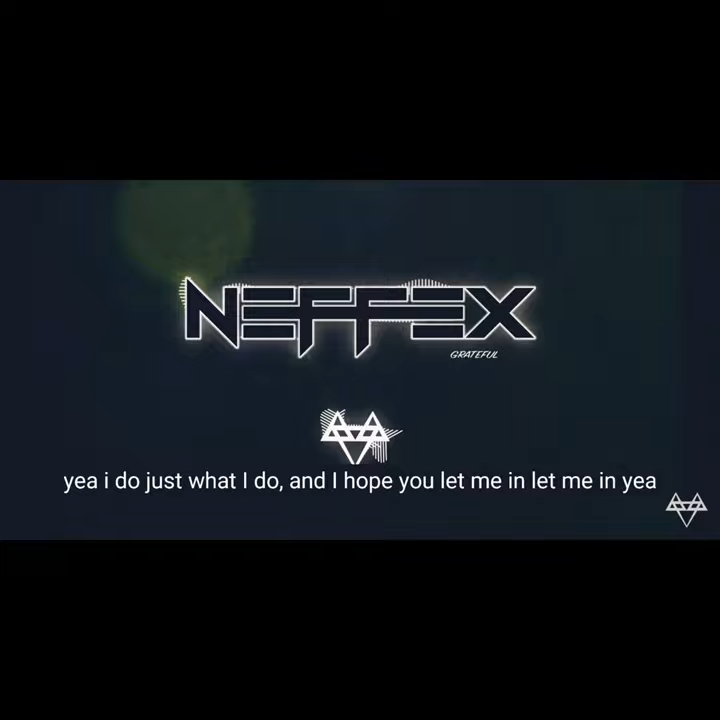 NEFFEX
GRATEFUL
yea i do just what I do, and I hope you let me in let me in yea